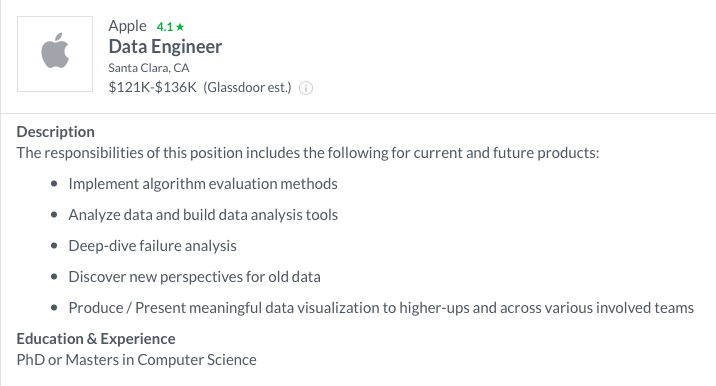 Apple 4.1★
Data Engineer
Santa Clara, CA
$121K-$136K (Glassdoor est.) i
Description
The responsibilities of this position includes the following for current and future products:
• Implement algorithm evaluation methods
• Analyze data and build data analysis tools
• Deep-dive failure analysis
• Discover new perspectives for old data
• Produce / Present meaningful data visualization to higher-ups and across various involved teams
Education & Experience
PhD or Masters in Computer Science